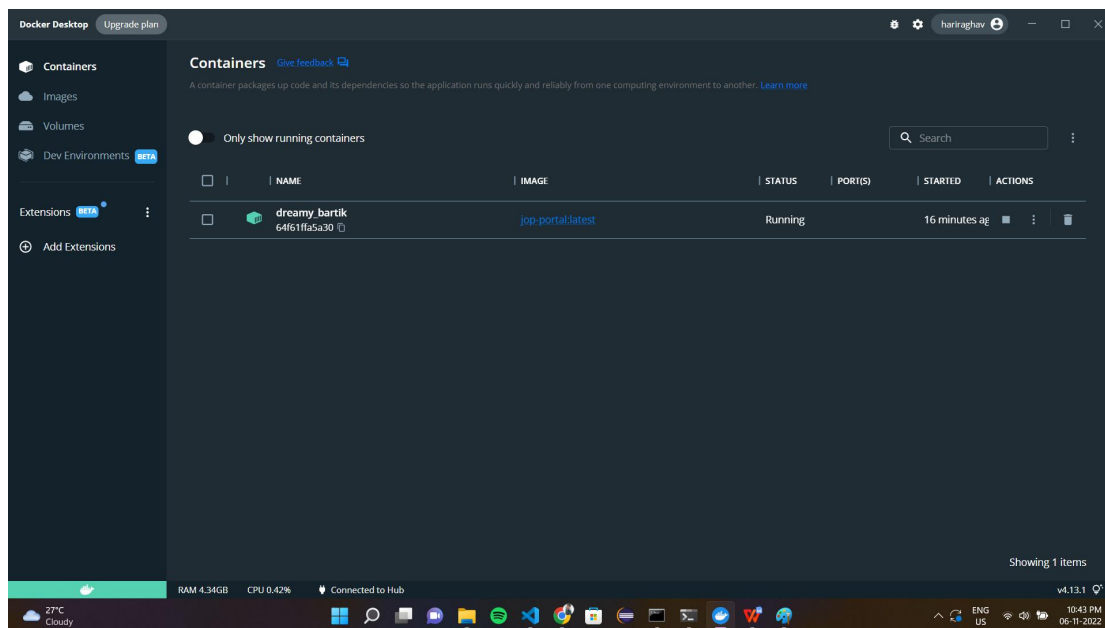 Docker Desktop Upgrade plan hariraghav
Containers
Images
Volumes
Dev Environments BETA
Extensions BETA
Add Extensions
Containers Give feedback
A container packages up code and its dependencies so the application runs quickly and reliably from one computing environment to another. Learn more
Only show running containers
Search
NAME IMAGE STATUS PORT(S) STARTED ACTIONS
dreamy_bartik jop-portal:latest Running 16 minutes ag
64f61ffa5a30
Showing 1 items
RAM 4.34GB CPU 0.42% Connected to Hub v4.13.1
27°C
Cloudy
ENG
US
10:43 PM
06-11-2022